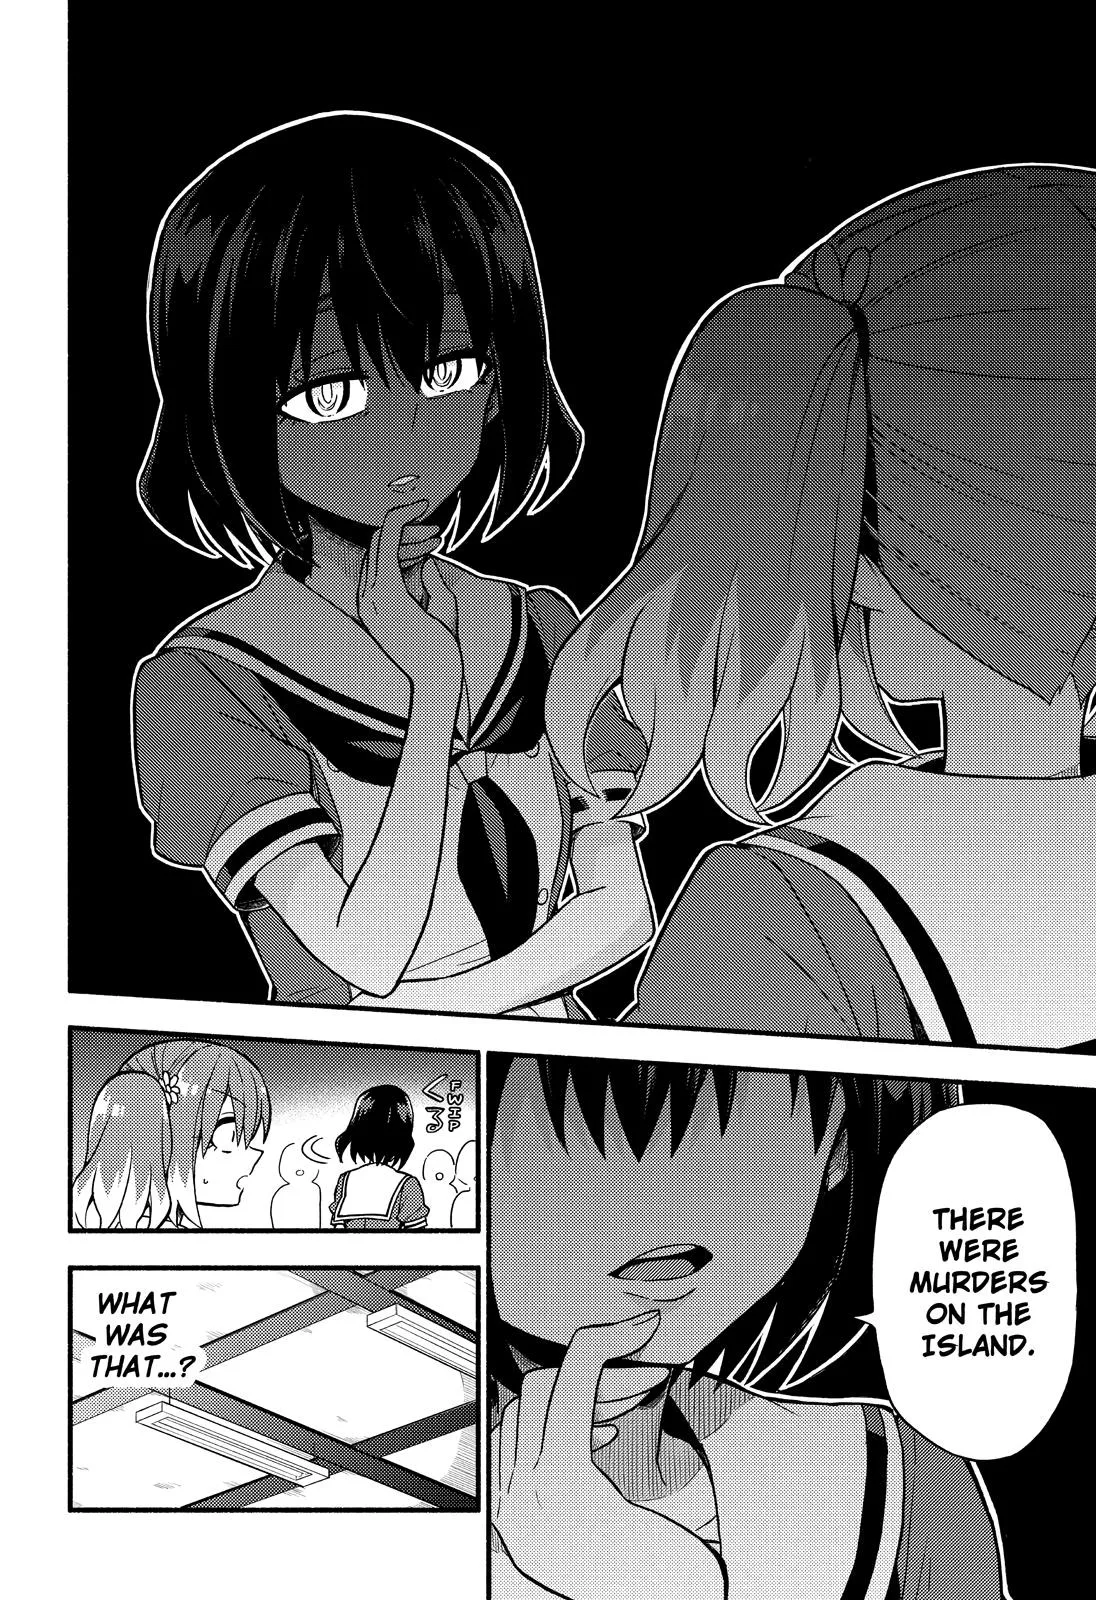 THERE
WERE
MURDERS
ON THE
ISLAND.
くる
FWIP
WHAT
WAS
THAT...?